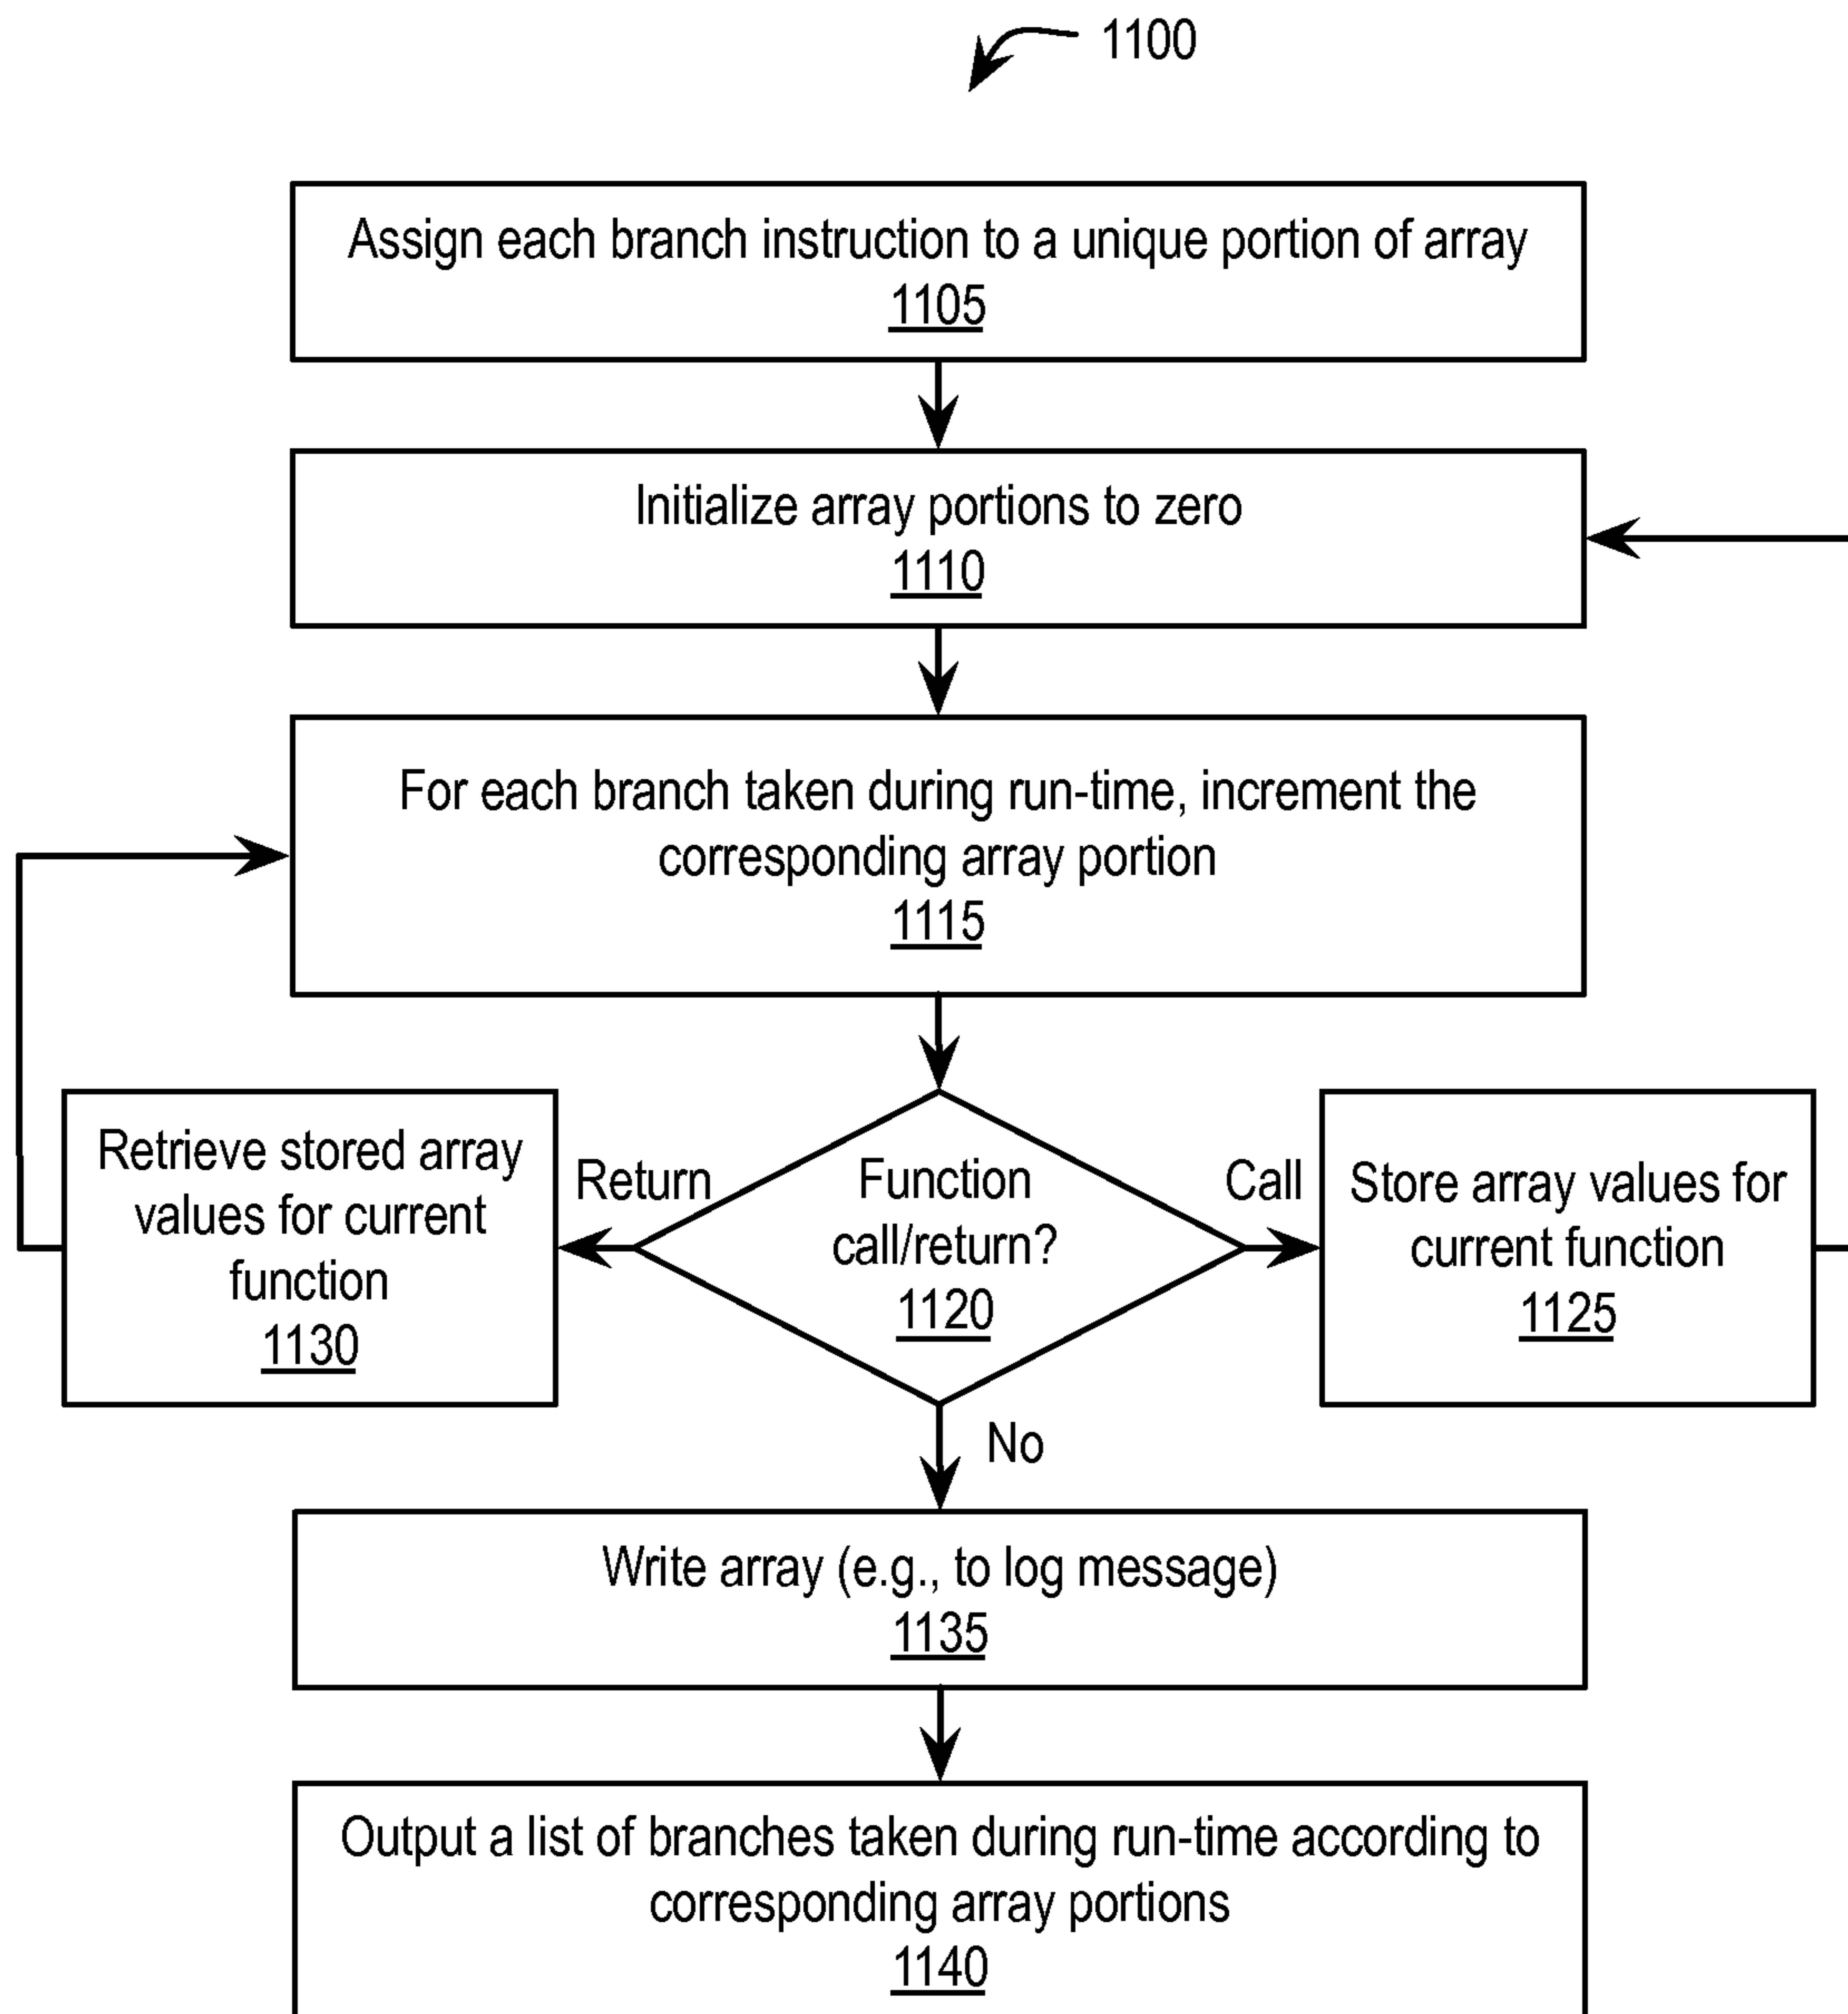 1100
Assign each branch instruction to a unique portion of array
1105
Initialize array portions to zero
1110
For each branch taken during run-time, increment the
corresponding array portion
1115
Retrieve stored array
values for current
function
1130
Return
Function
call/return?
1120
Call
Store array values for
current function
1125
No
Write array (e.g., to log message)
1135
Output a list of branches taken during run-time according to
corresponding array portions
1140